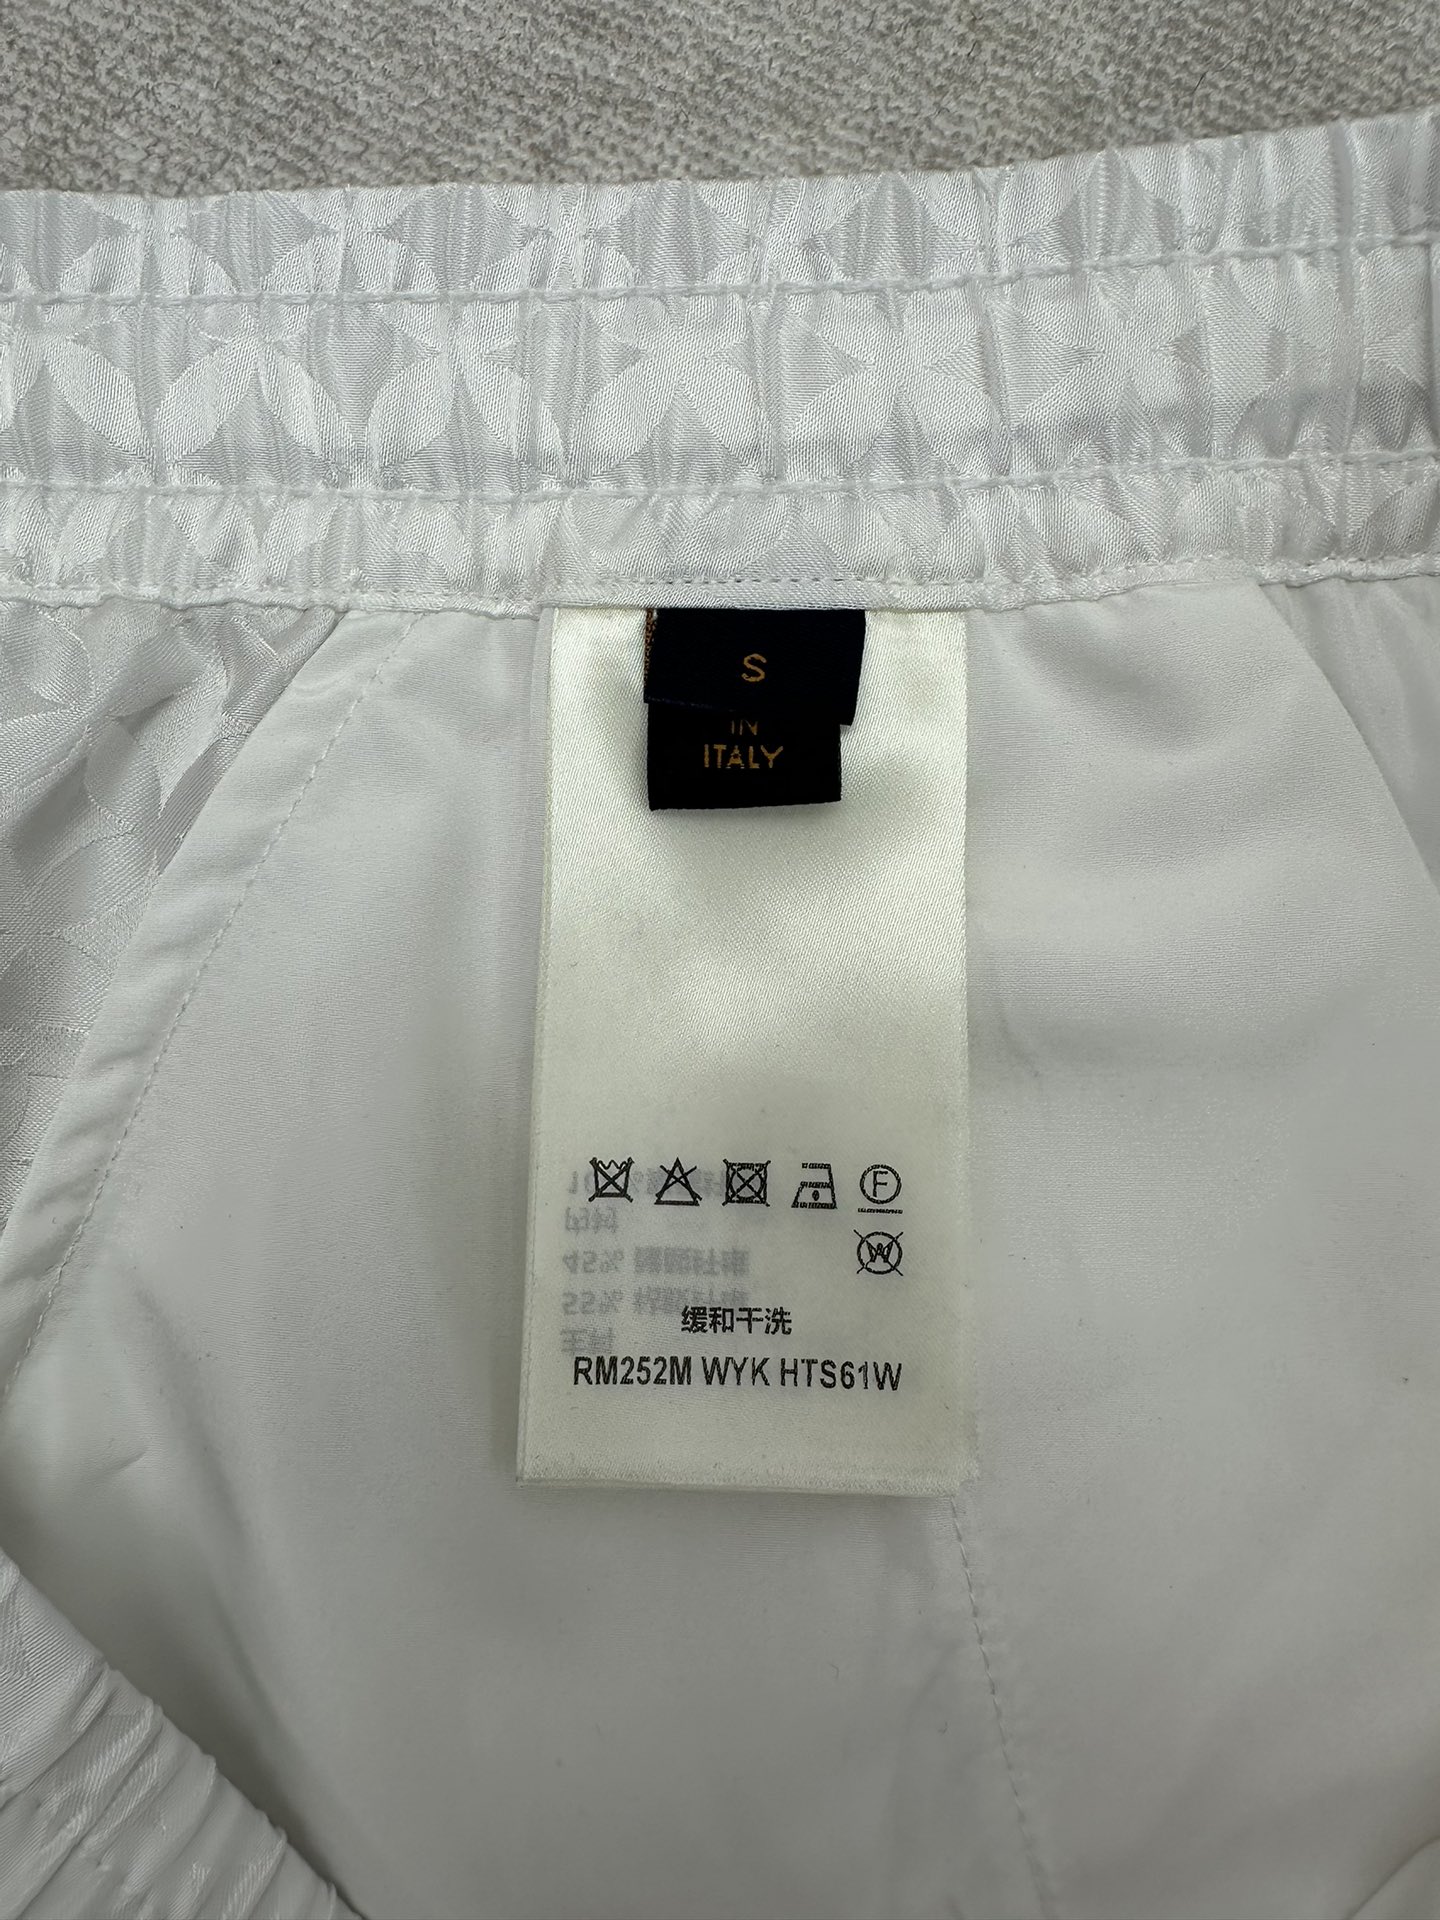 S
IN
ITALY
F
W
缓和干洗
RM252M WYK HTS61W